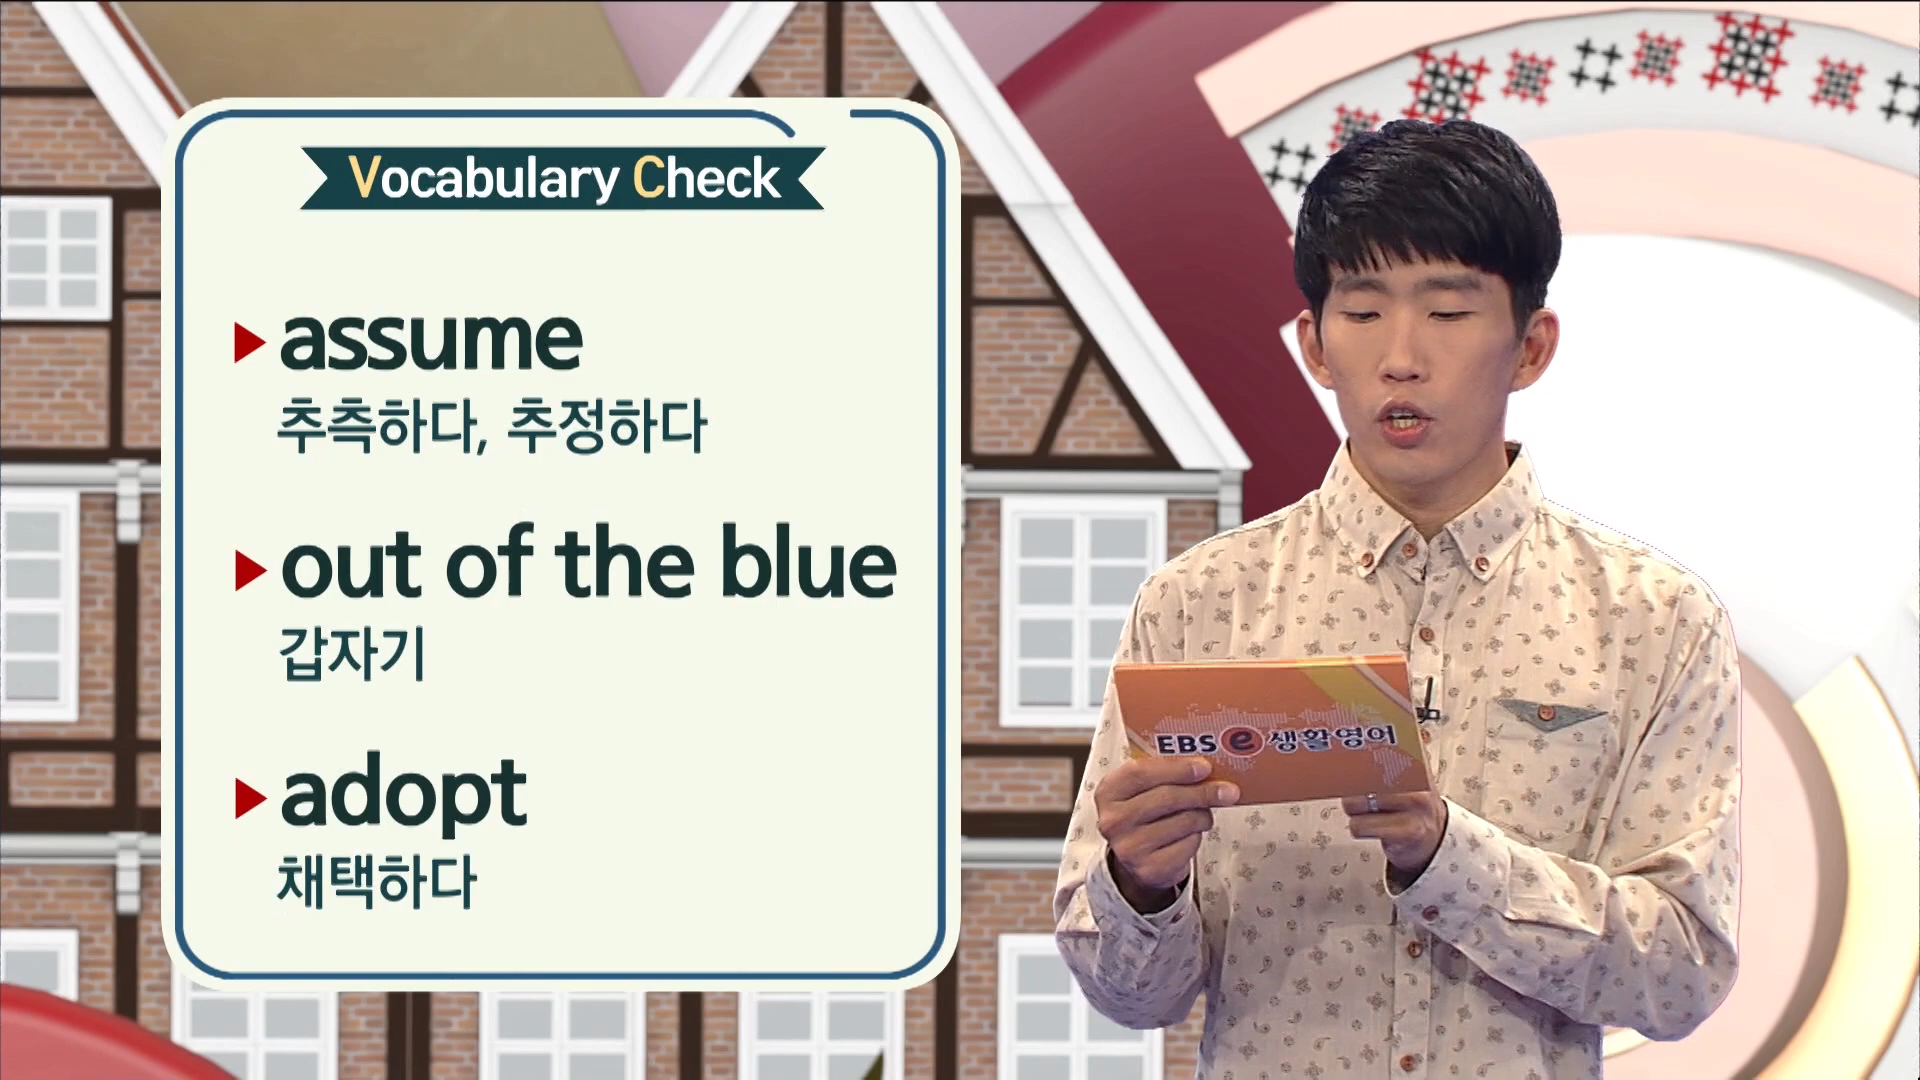 Vocabulary Check
assume
추측하다, 추정하다
out of the blue
갑자기
adopt
채택하다
EBS e 생활영어